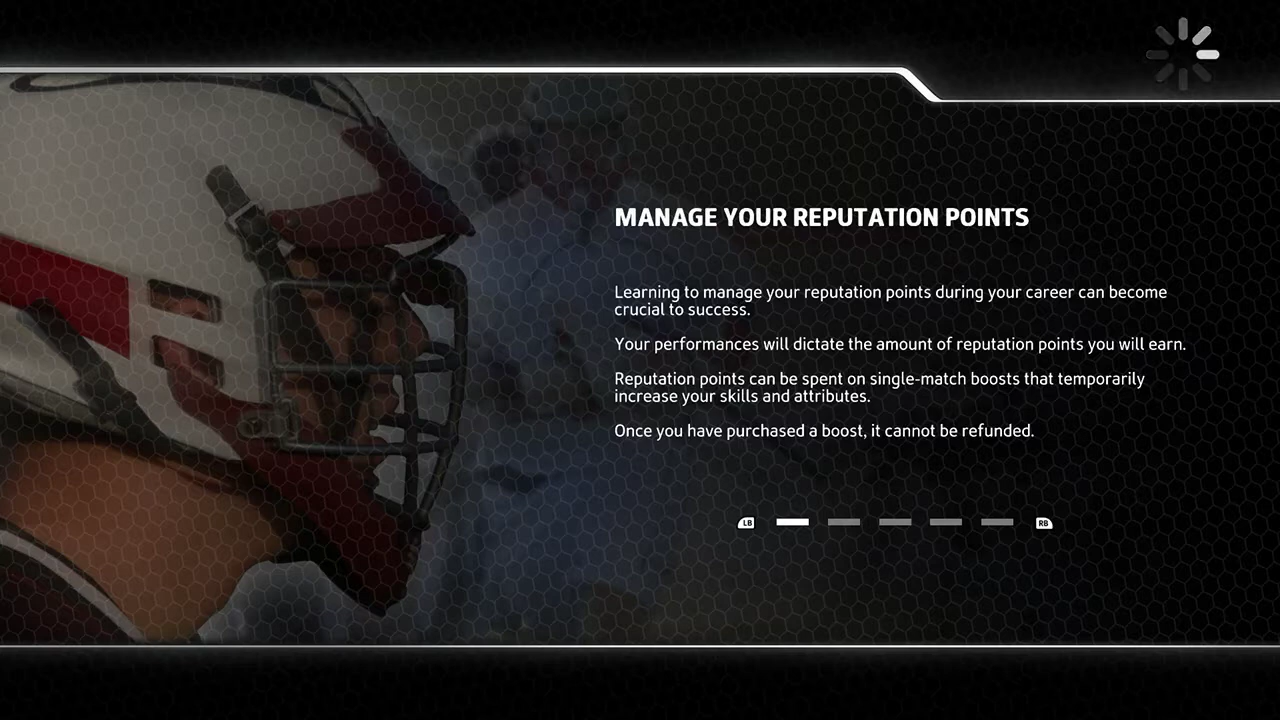 MANAGE YOUR REPUTATION POINTS
Learning to manage your reputation points during your career can become
crucial to success.
Your performances will dictate the amount of reputation points you will earn.
Reputation points can be spent on single-match boosts that temporarily
increase your skills and attributes.
Once you have purchased a boost, it cannot be refunded.
LB RB